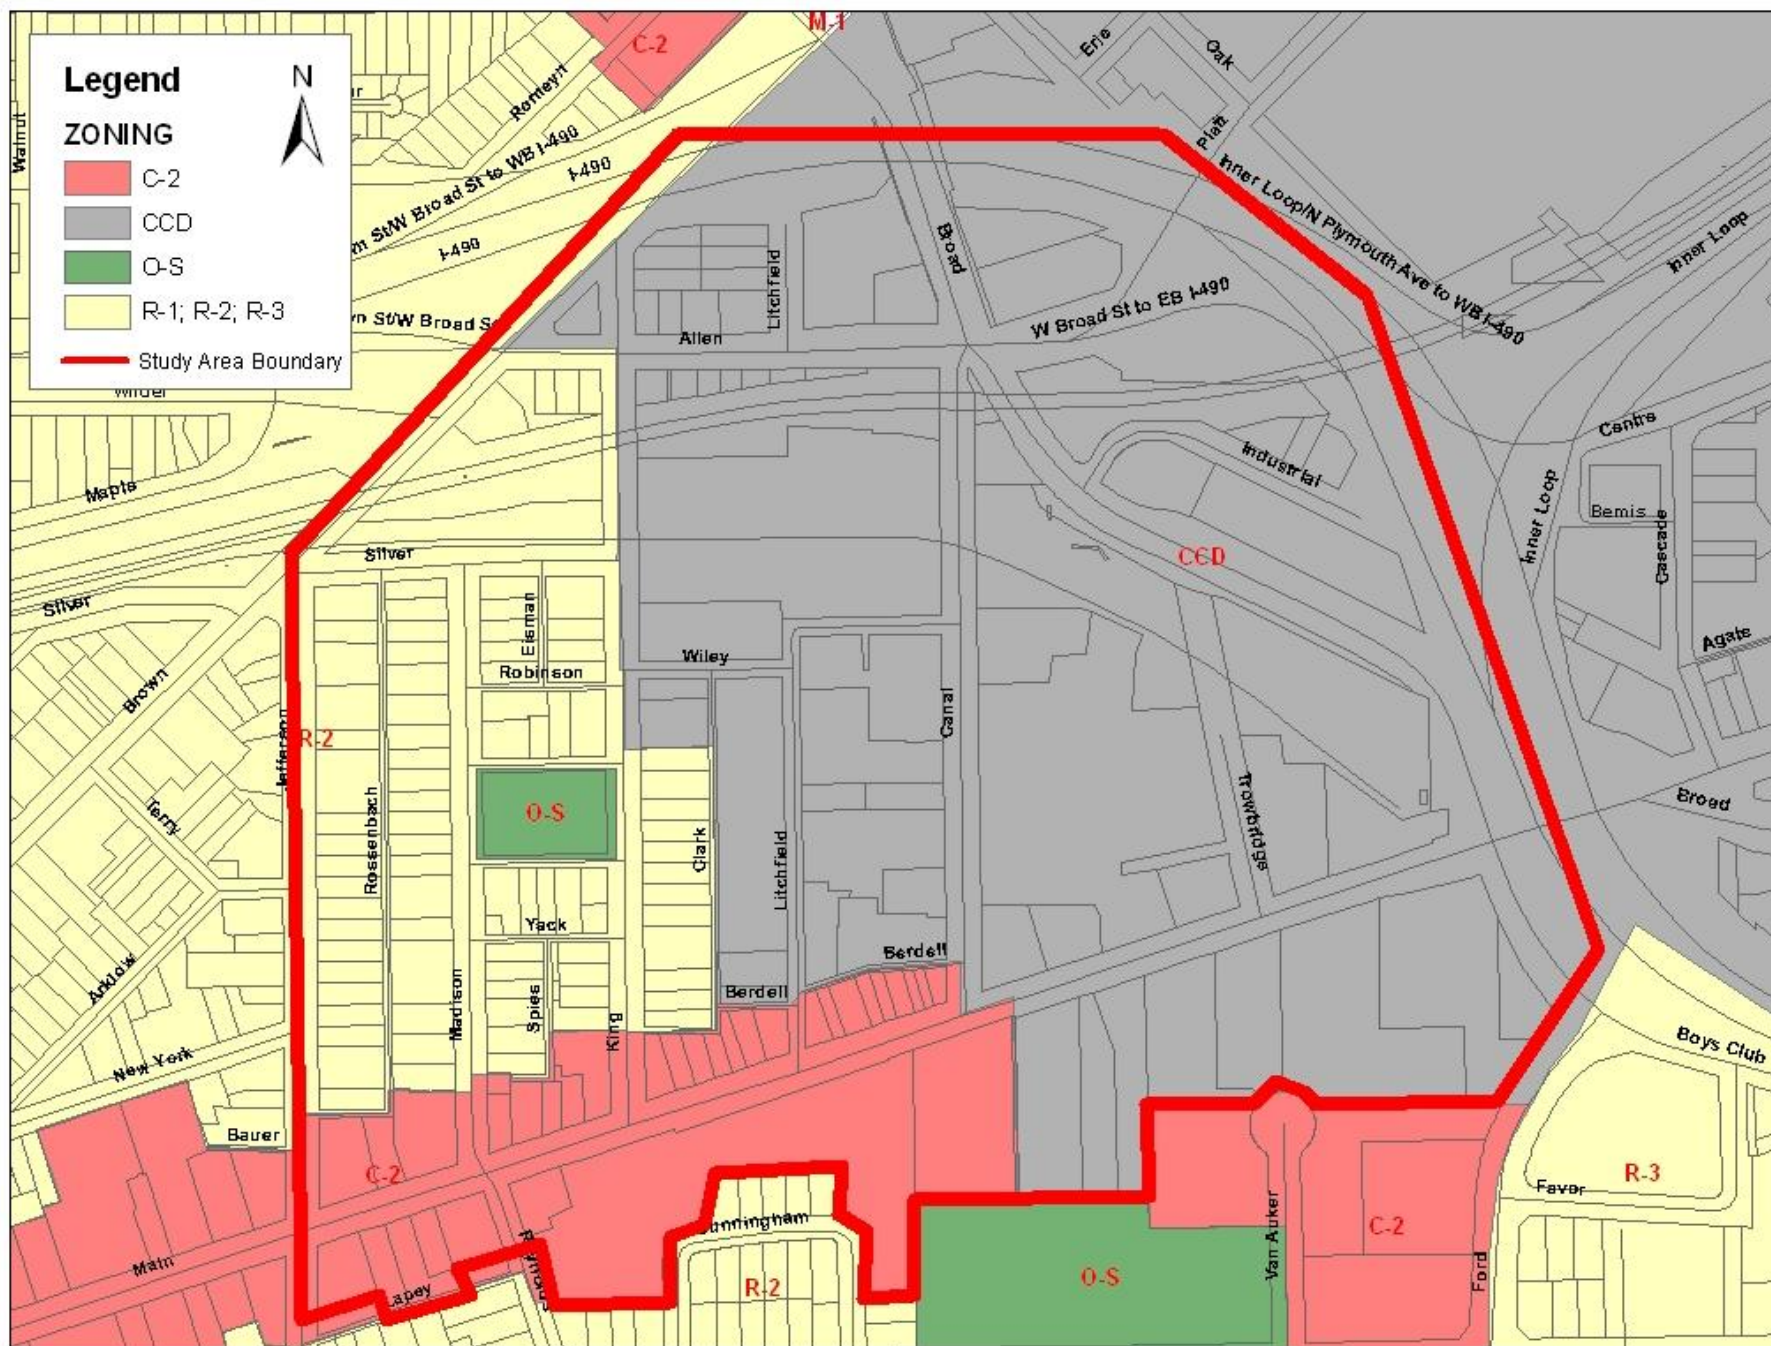 Legend
N
ZONING
C-2
CCD
O-S
R-1; R-2; R-3
Study Area Boundary
M-1
C-2
Erie
Oak
Romeyn
Walnut
W Broad St to WB I-490
I-490
I-490
Platt
Inner Loop/N Plymouth Ave to WB I-490
Inner Loop
Broad
Litchfield
W Broad St to EB I-490
St/W Broad
Allen
Wilder
Centre
Industrial
Maple
Inner Loop
Bemis
Cascade
Silver
CCD
Silver
Eisman
Agate
Robinson
Wiley
Brown
Jefferson
R-2
Canal
Trowbridge
Broad
Terry
Rossenbach
O-S
Clark
Litchfield
Yack
Berdell
Arklow
Madison
Spies
King
Berdell
New York
Boys Club
Bauer
C-2
R-3
Favor
Cunningham
Van Auker
C-2
Main
Lapey
R-2
O-S
Ford